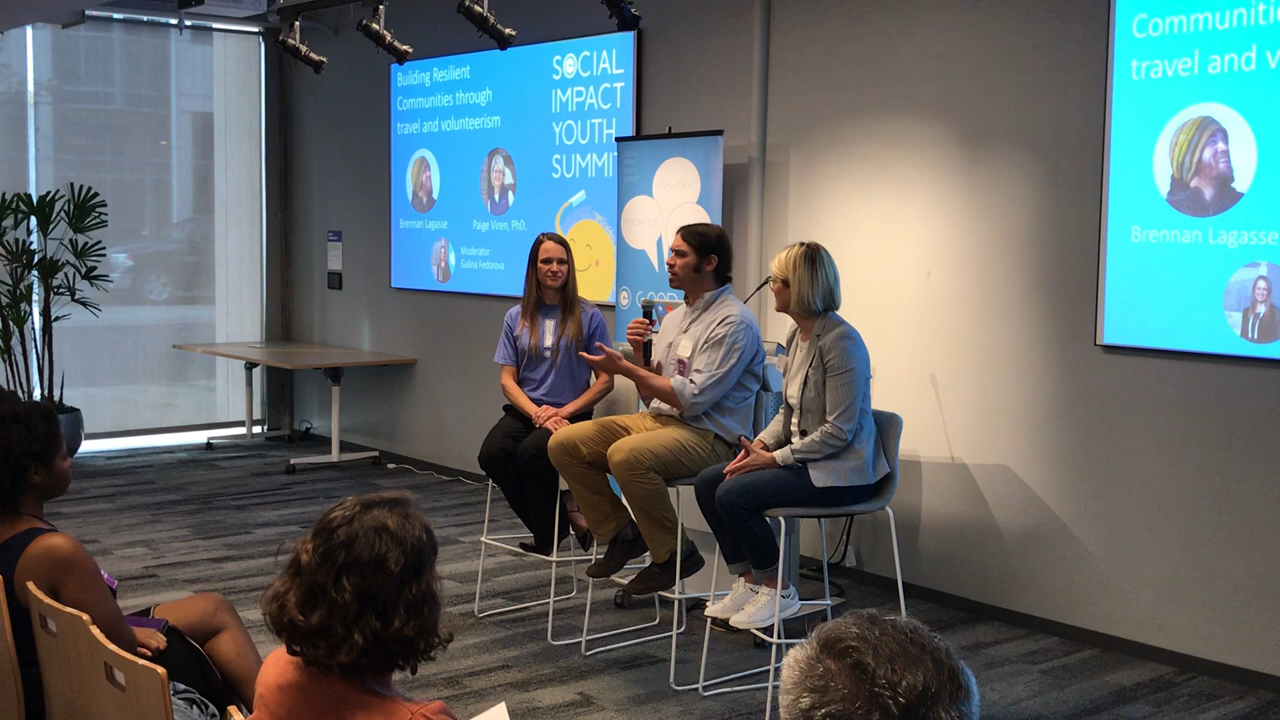 Building Resilient
Communities through
travel and volunteerism
SOCIAL
IMPACT
YOUTH
SUMMIT
Brennan Lagasse
Paige Viren, PhD.
Moderator:
Galina Fedorova
travel and v
Brennan Lagasse